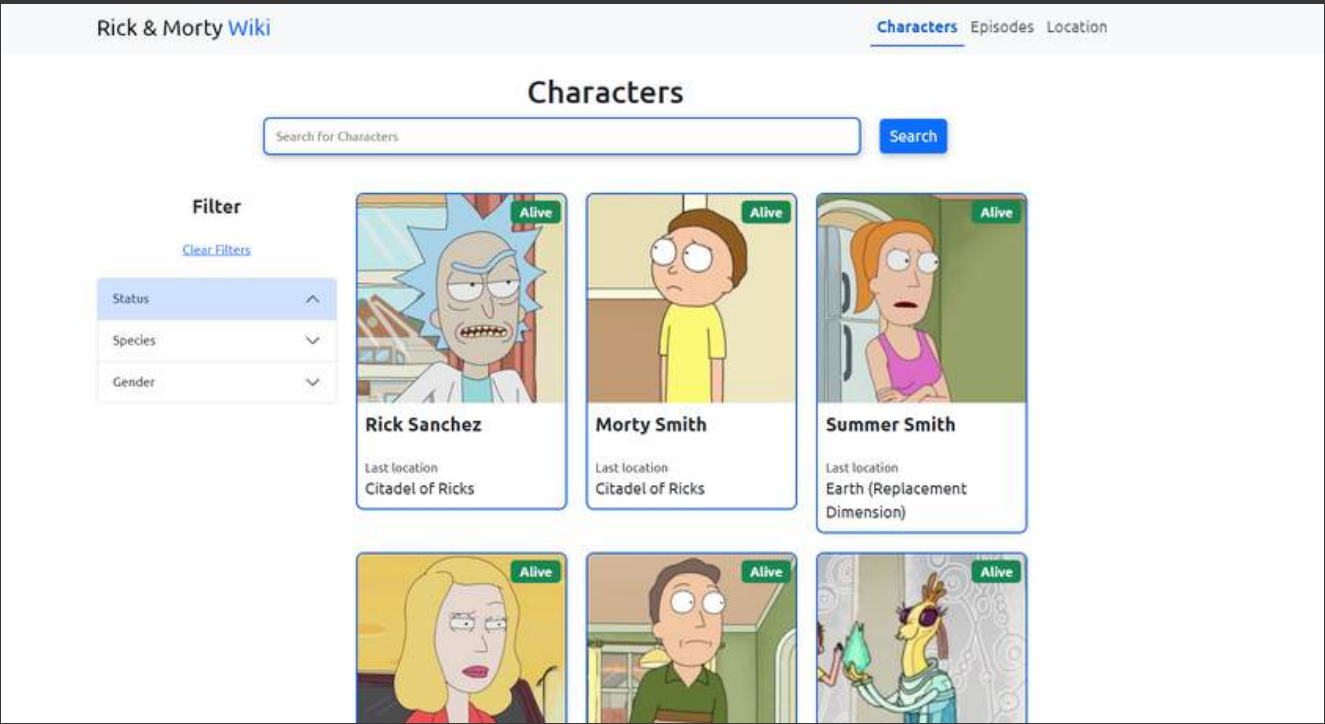 Rick & Morty Wiki
Characters Episodes Location
Characters
Search for Characters
Search
Filter
Clear Filters
Status
Species
Gender
Alive
Rick Sanchez
Last location
Citadel of Ricks
Alive
Morty Smith
Last location
Citadel of Ricks
Alive
Summer Smith
Last location
Earth (Replacement
Dimension)
Alive
Alive
Alive